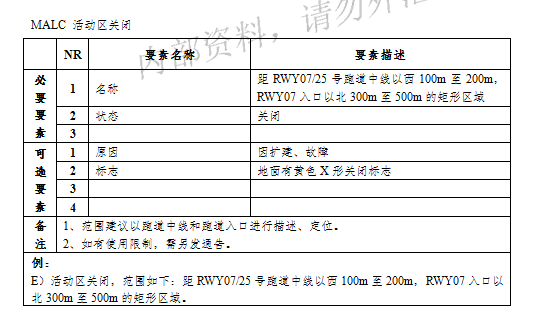 MALC 活动区关闭
NR 要素名称 要素描述
必要要素
1 名称 距 RWY07/25 号跑道中线以西 100m 至 200m，
RWY07 入口以北 300m 至 500m 的矩形区域
2 状态 关闭
3
可选要素
1 原因 因扩建、故障
2 标志 地面有黄色 X 形关闭标志
3
4
备注
1、范围建议以跑道中线和跑道入口进行描述、定位。
2、如有使用限制，需另发通告。
例：
E）活动区关闭，范围如下：距 RWY07/25 号跑道中线以西 100m 至 200m，RWY07 入口以
北 300m 至 500m 的矩形区域。
内部资料，请勿外